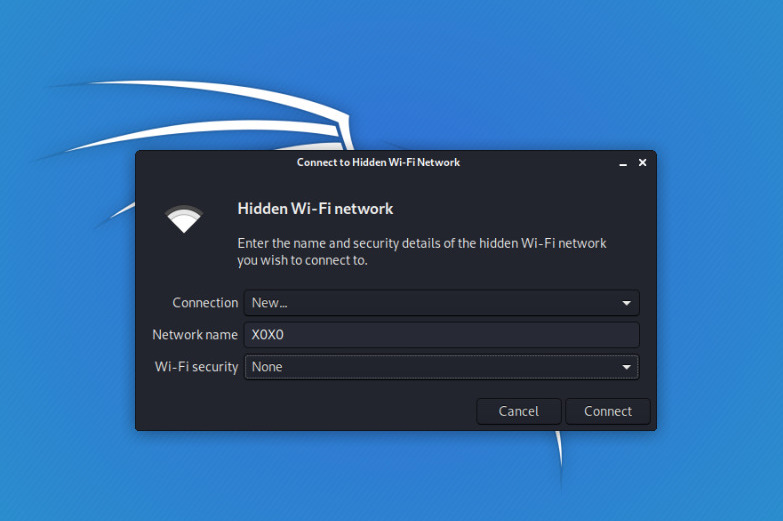 Connect to Hidden Wi-Fi Network
Hidden Wi-Fi network
Enter the name and security details of the hidden Wi-Fi network
you wish to connect to.
Connection New...
Network name X0X0
Wi-Fi security None
Cancel Connect